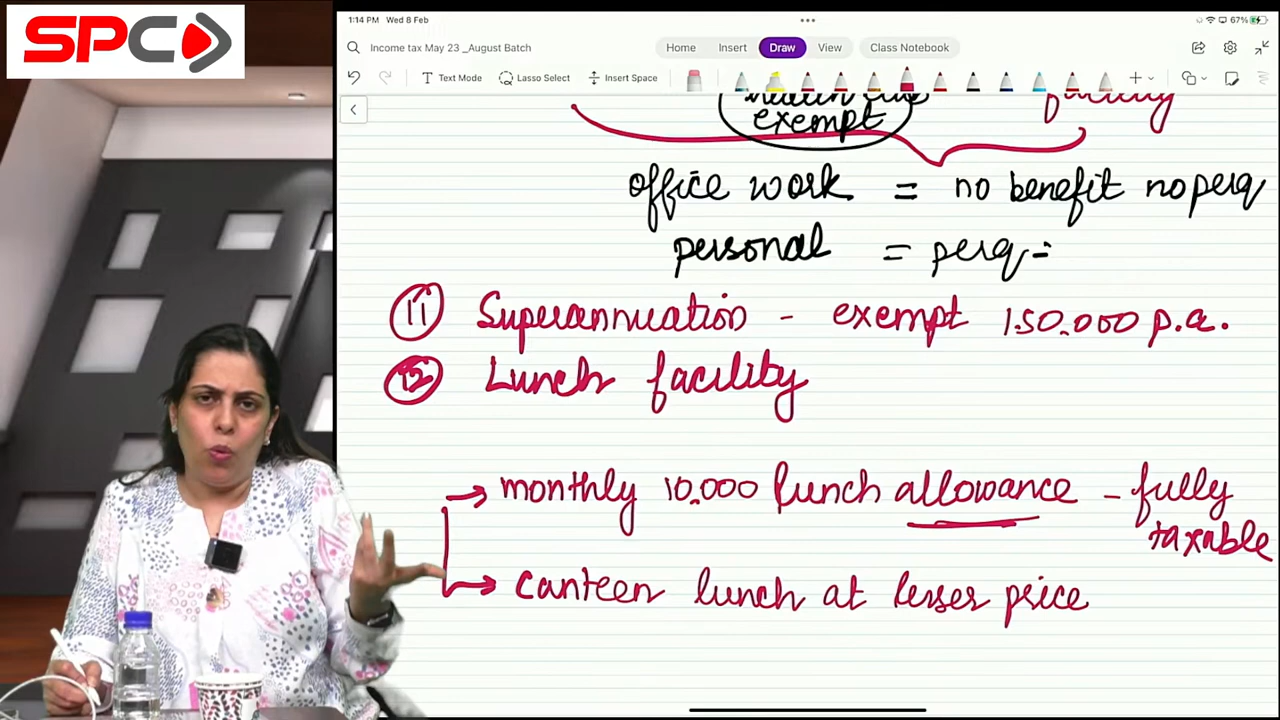 SPC
1:14 PM Wed 8 Feb
67%
Income tax May 23 _August Batch
Home Insert Draw View Class Notebook
Text Mode Lasso Select Insert Space
exempt
facility
office work = no benefit no perq
personal = perq =
11 Superannuation - exempt 1.50.000 p.a.
12 Lunch facility
→ monthly 10.000 lunch allowance - fully
taxable
→ canteen lunch at lesser price